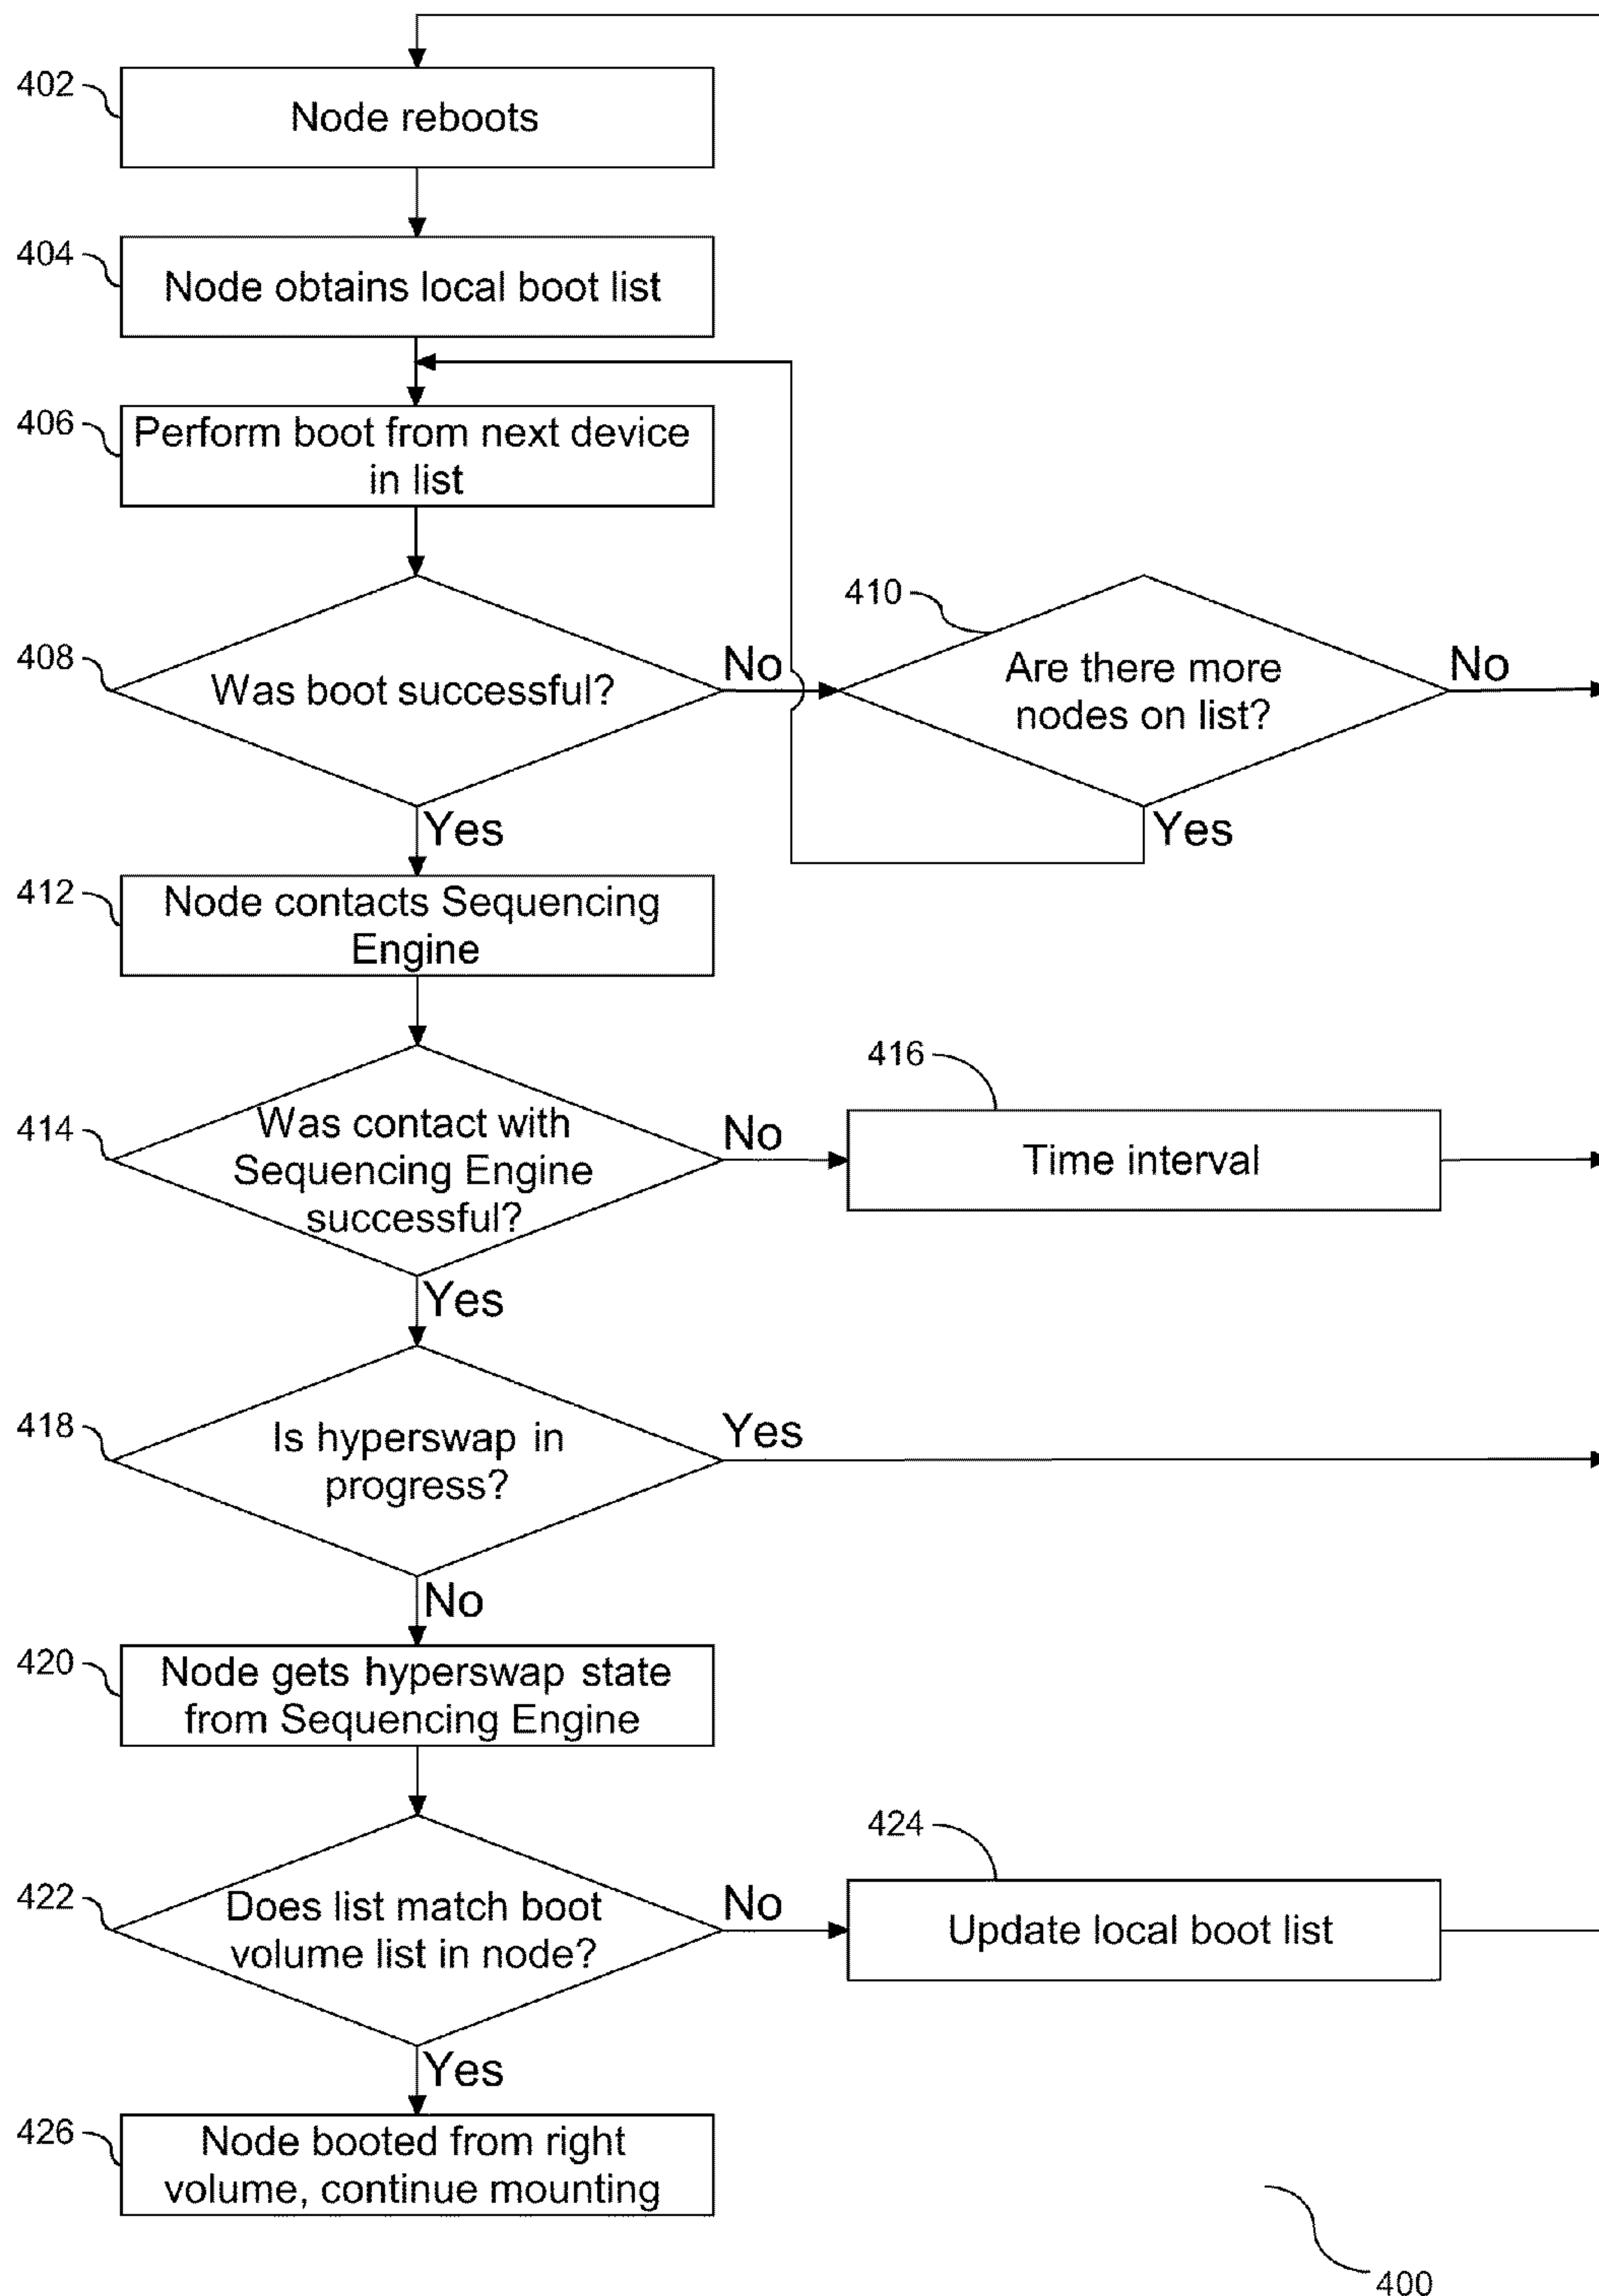 402
Node reboots
404
Node obtains local boot list
406
Perform boot from next device
in list
408
Was boot successful?
No
410
Are there more
nodes on list?
No
Yes
Yes
412
Node contacts Sequencing
Engine
414
Was contact with
Sequencing Engine
successful?
No
416
Time interval
Yes
418
Is hyperswap in
progress?
Yes
No
420
Node gets hyperswap state
from Sequencing Engine
422
Does list match boot
volume list in node?
No
424
Update local boot list
Yes
426
Node booted from right
volume, continue mounting
400